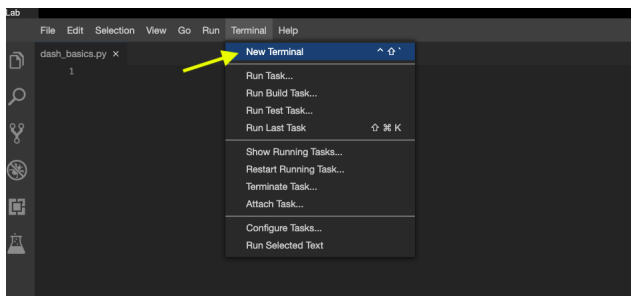 Lab
File Edit Selection View Go Run Terminal Help
dash_basics.py ×
1
New Terminal ^ ⇧ `
Run Task...
Run Build Task...
Run Test Task...
Run Last Task ⇧ ⌘ K
Show Running Tasks...
Restart Running Task...
Terminate Task...
Attach Task...
Configure Tasks...
Run Selected Text